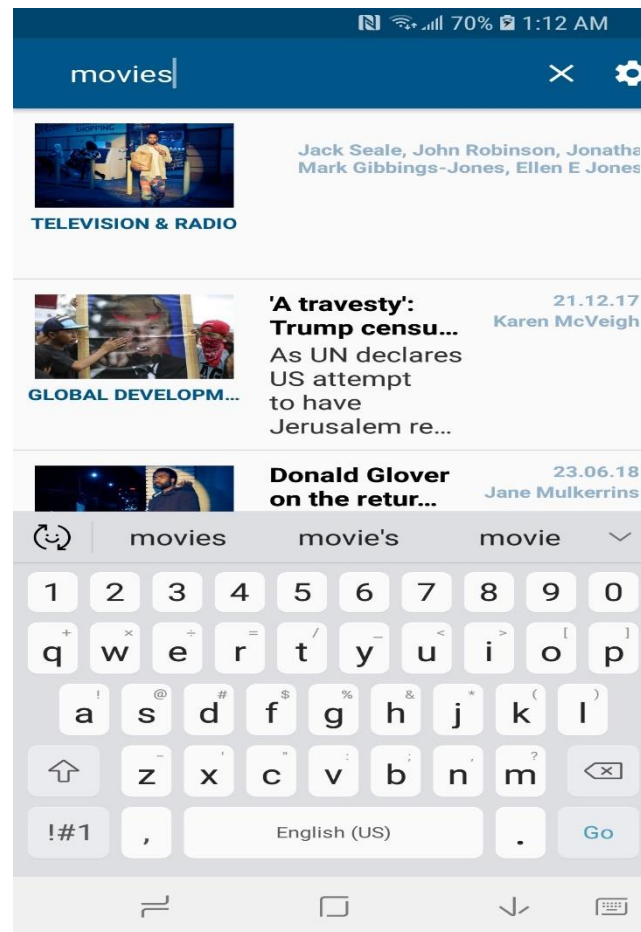 70% 1:12 AM
movies
Jack Seale, John Robinson, Jonatha
Mark Gibbings-Jones, Ellen E Jones
TELEVISION & RADIO
'A travesty':
Trump censu...
21.12.17
Karen McVeigh
As UN declares
US attempt
to have
Jerusalem re...
GLOBAL DEVELOPM...
Donald Glover
on the retur...
23.06.18
Jane Mulkerrins
movies movie's movie
1 2 3 4 5 6 7 8 9 0
+ × ÷ = / _ < > [ ]
q w e r t y u i o p
! @ # $ % & * ( )
a s d f g h j k l
- ' " : ; , ?
z x c v b n m
!#1 , English (US) . Go